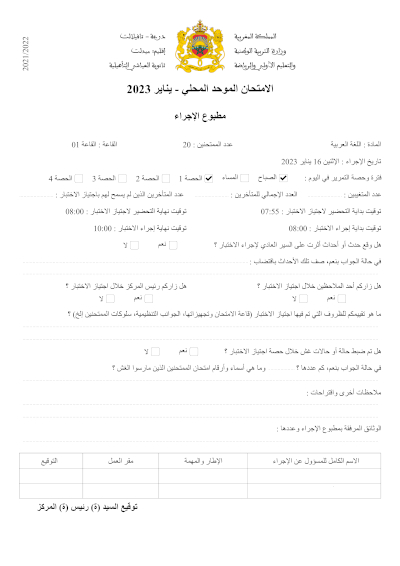 المملكة المغربية
وزارة التربية الوطنية
والتعليم الأولي والرياضة
جهة درعة - تافيلالت
إقليم: ميدلت
ثانوية العياشي التأهيلية
2021/2022
الامتحان الموحد المحلي - يناير 2023
مطبوع الإجراء
المادة : اللغة العربية عدد الممتحنين : 20 القاعة : القاعة 01
تاريخ الإجراء : الإثنين 16 يناير 2023
فترة وحصة التمرير في اليوم : الصباح المساء الحصة 1 الحصة 2 الحصة 3 الحصة 4
عدد المتغيبين : العدد الإجمالي للمتأخرين : عدد المتأخرين الذين لم يسمح لهم باجتياز الاختبار :
توقيت بداية التحضير لاجتياز الاختبار : 07:55 توقيت نهاية التحضير لاجتياز الاختبار : 08:00
توقيت بداية إجراء الاختبار : 08:00 توقيت نهاية إجراء الاختبار : 10:00
هل وقع حدث أو أحداث أثرت على السير العادي لإجراء الاختبار ؟ نعم لا
في حالة الجواب بنعم، صف تلك الأحداث باقتضاب :
هل زاركم أحد الملاحظين خلال اجتياز الاختبار ؟ هل زاركم رئيس المركز خلال اجتياز الاختبار ؟
نعم لا نعم لا
ما هو تقييمكم للظروف التي تم فيها اجتياز الاختبار (قاعة الامتحان وتجهيزاتها، الجوانب التنظيمية، سلوكات الممتحنين الخ) ؟
هل تم ضبط حالة أو حالات غش خلال حصة اجتياز الاختبار ؟ نعم لا
في حالة الجواب بنعم، كم عددها ؟ وما هي أسماء وأرقام امتحان الممتحنين الذين مارسوا الغش ؟
ملاحظات أخرى واقتراحات :
الوثائق المرفقة بمطبوع الإجراء وعددها :
الاسم الكامل للمسؤول عن الإجراء الإطار والمهمة مقر العمل التوقيع
توقيع السيد (ة) رئيس (ة) المركز